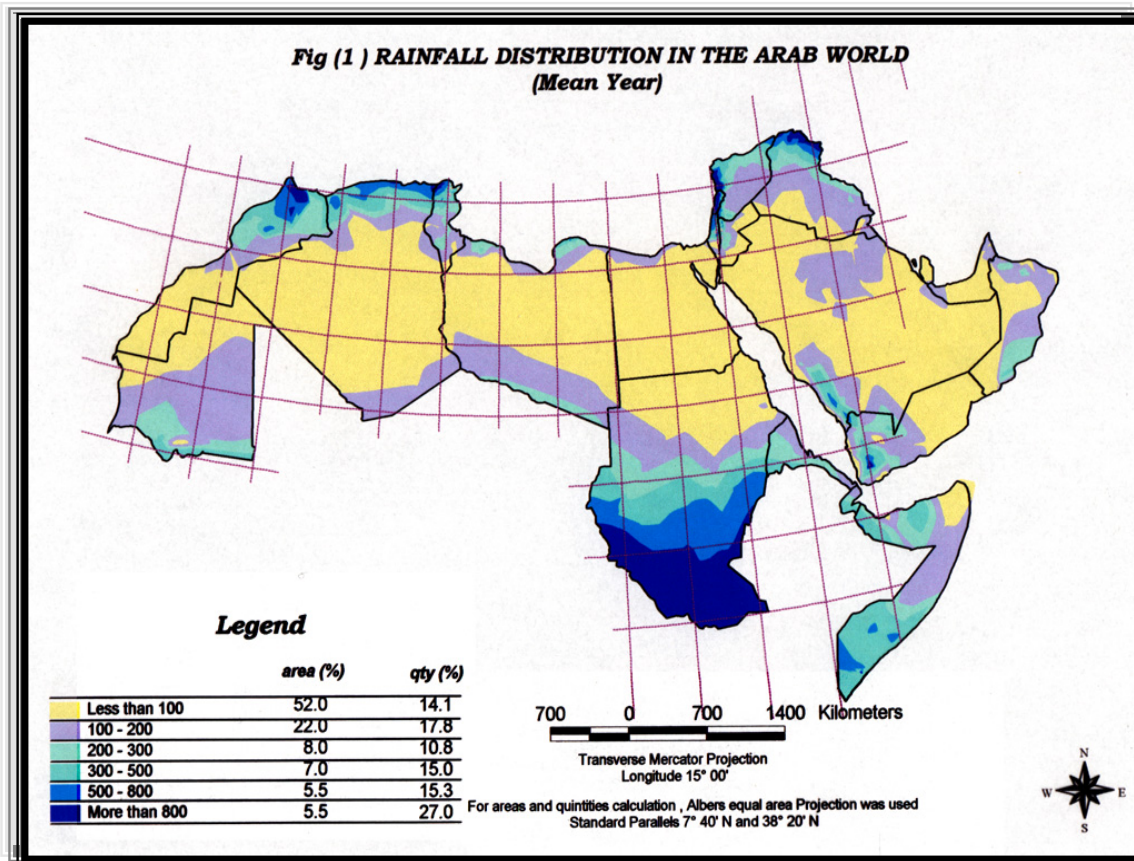 Fig (1 ) RAINFALL DISTRIBUTION IN THE ARAB WORLD
(Mean Year)
Legend
area (%) qty (%)
Less than 100 52.0 14.1
100 - 200 22.0 17.8
200 - 300 8.0 10.8
300 - 500 7.0 15.0
500 - 800 5.5 15.3
More than 800 5.5 27.0
700 0 700 1400 Kilometers
Transverse Mercator Projection
Longitude 15° 00'
For areas and quintities calculation , Albers equal area Projection was used
Standard Parallels 7° 40' N and 38° 20' N
N
W E
S